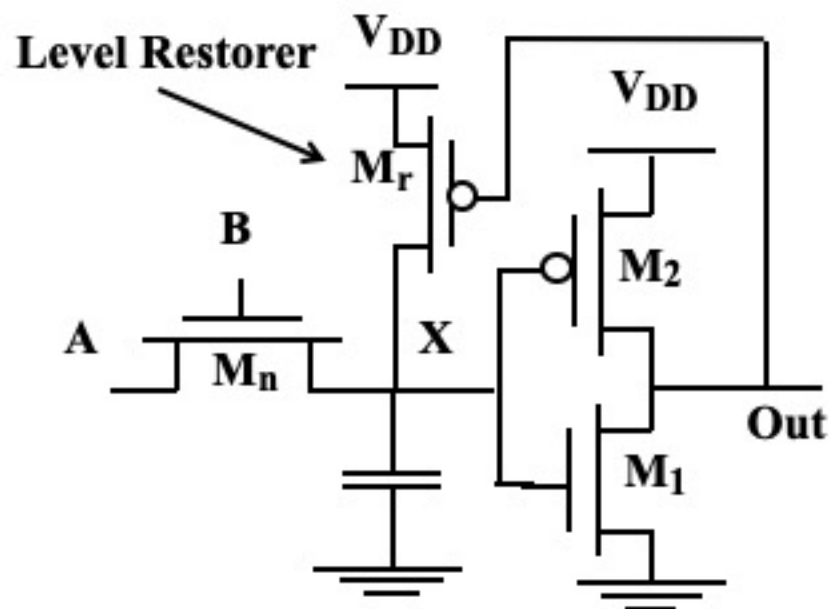 Level Restorer
V_DD
V_DD
M_r
B
M_2
A
M_n
X
Out
M_1